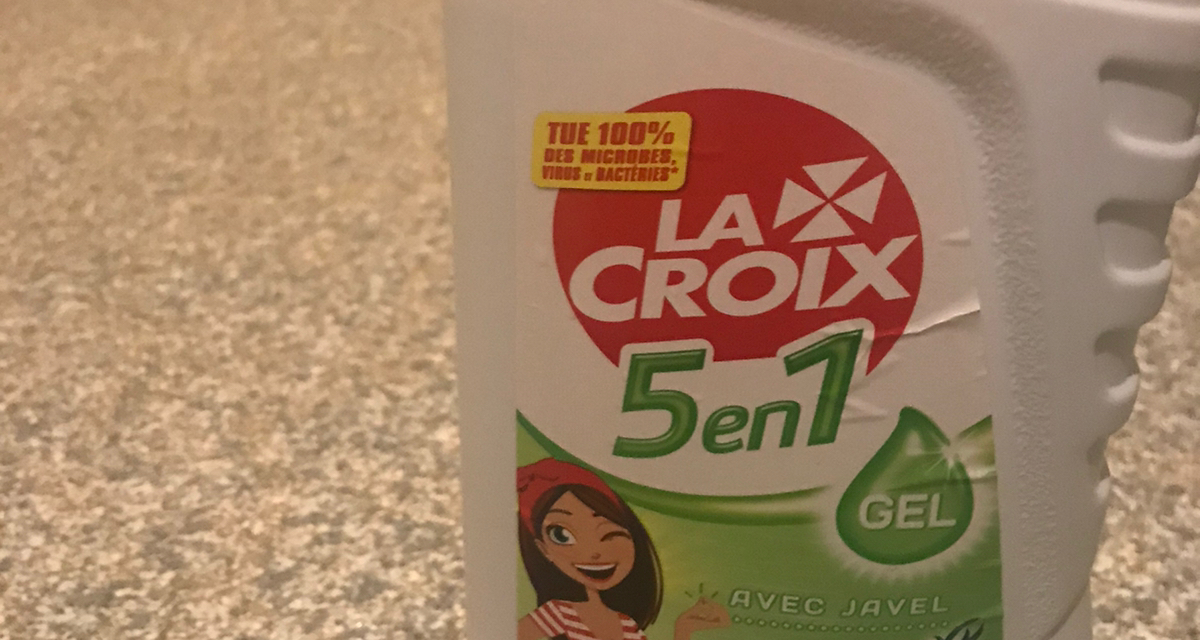 TUE 100%
DES MICROBES,
VIRUS ET BACTÉRIES*
LA
CROIX
5en1
GEL
AVEC JAVEL